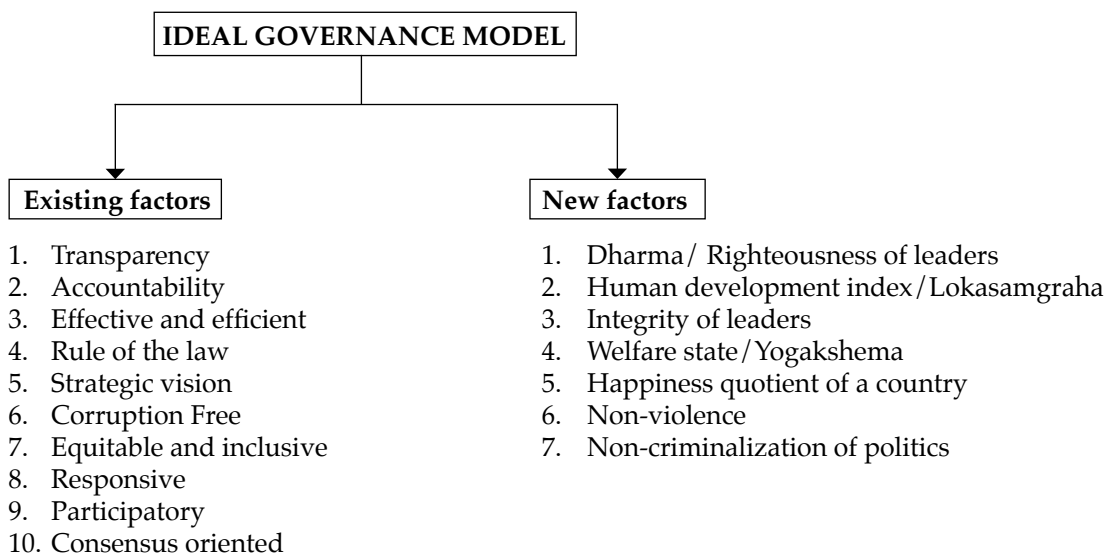 IDEAL GOVERNANCE MODEL
Existing factors
1. Transparency
2. Accountability
3. Effective and efficient
4. Rule of the law
5. Strategic vision
6. Corruption Free
7. Equitable and inclusive
8. Responsive
9. Participatory
10. Consensus oriented
New factors
1. Dharma/ Righteousness of leaders
2. Human development index/Lokasamgraha
3. Integrity of leaders
4. Welfare state/Yogakshema
5. Happiness quotient of a country
6. Non-violence
7. Non-criminalization of politics